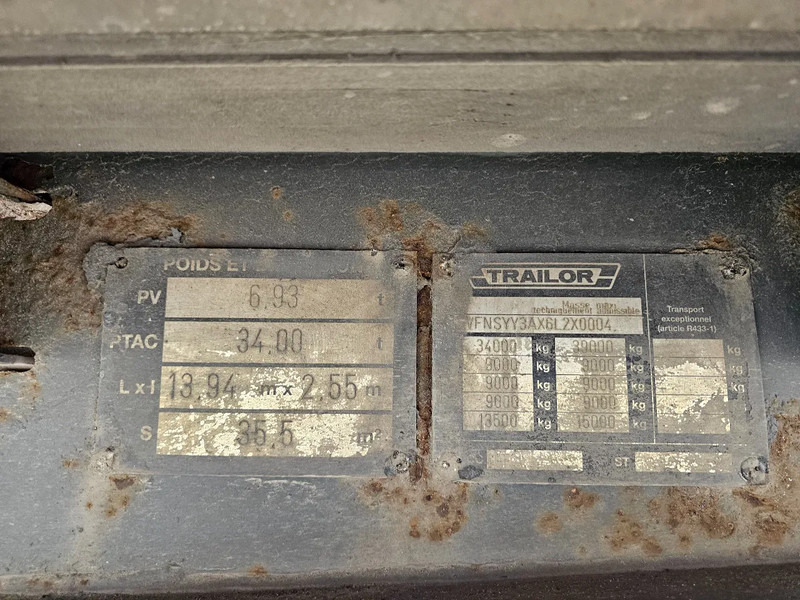 POIDS ET
PV 6.93 t
PTAC 34.00 t
L x l 13.94 m x 2.55 m
S 35.5 m²
TRAILOR
Masse max
techniquement admissible
VFNSYY3AX6L2X0004.
Transport
exceptionnel
(article R433-1)
34000 kg 39000 kg kg
9000 kg 9000 kg kg
9000 kg 9000 kg kg
9000 kg 9000 kg
13500 kg 15000 kg
ST